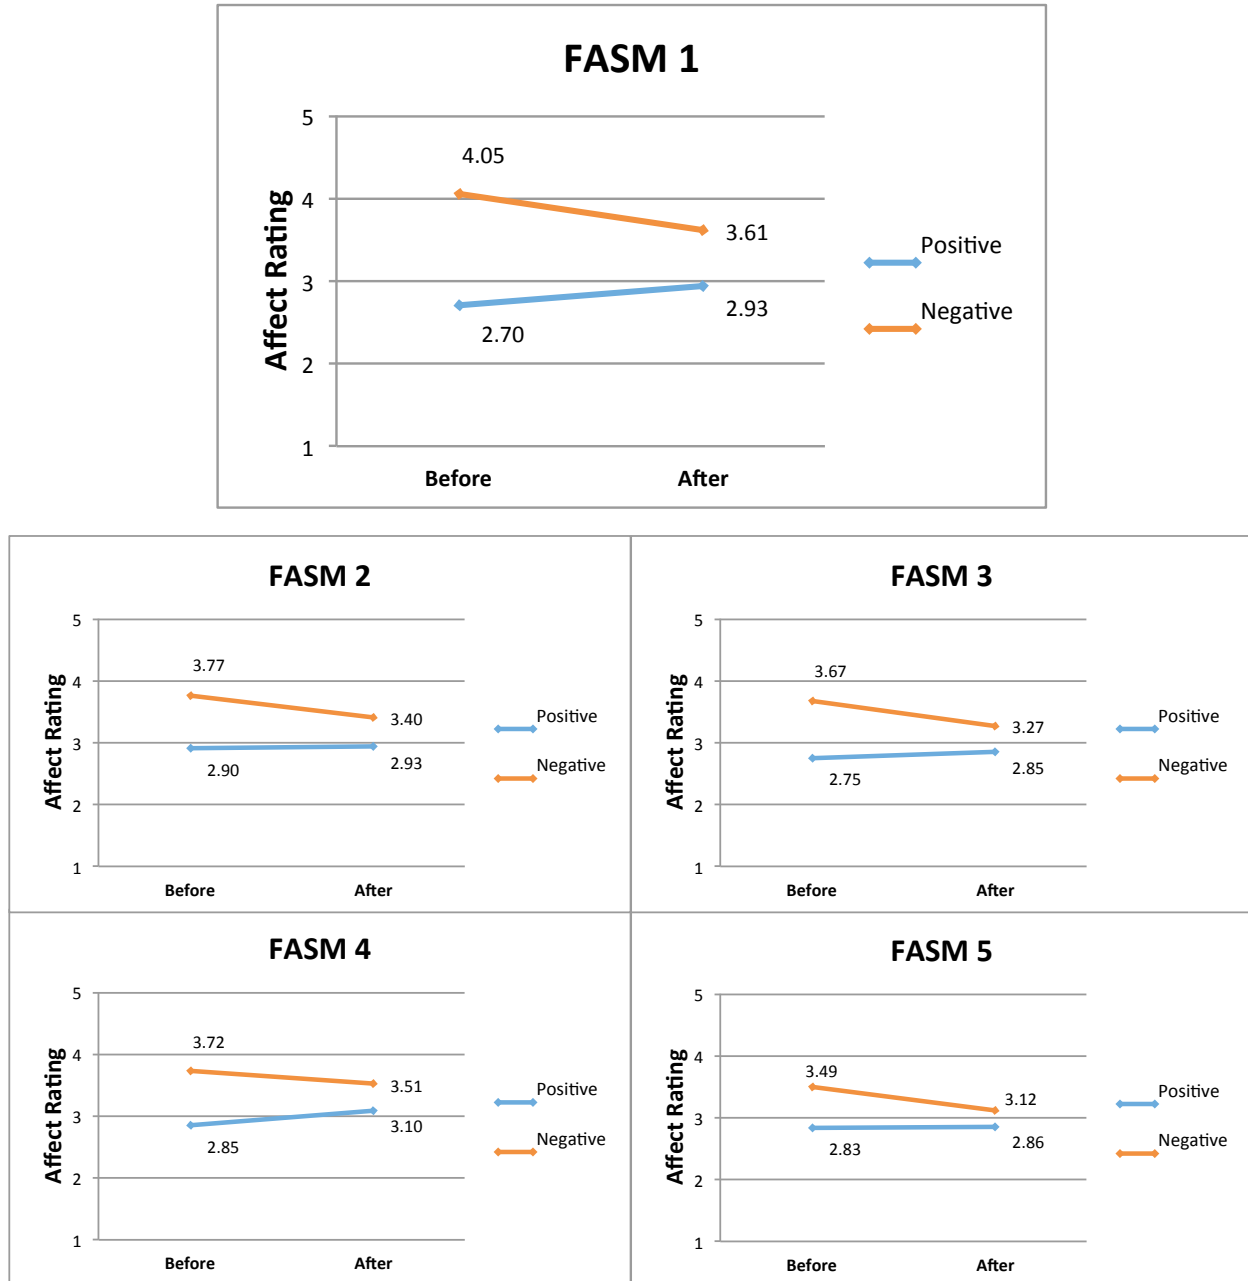 FASM 1
5
4.05
4
3.61
Positive
3
2.93
Negative
2.70
2
1
Before After
Affect Rating
FASM 2
5
3.77
4
3.40
Positive
3
2.90
2.93
Negative
2
1
Before After
Affect Rating
FASM 3
5
3.67
4
3.27
Positive
3
2.75
2.85
Negative
2
1
Before After
Affect Rating
FASM 4
5
3.72
4
3.51
Positive
3
2.85
3.10
Negative
2
1
Before After
Affect Rating
FASM 5
5
3.49
4
3.12
Positive
3
2.83
2.86
Negative
2
1
Before After
Affect Rating